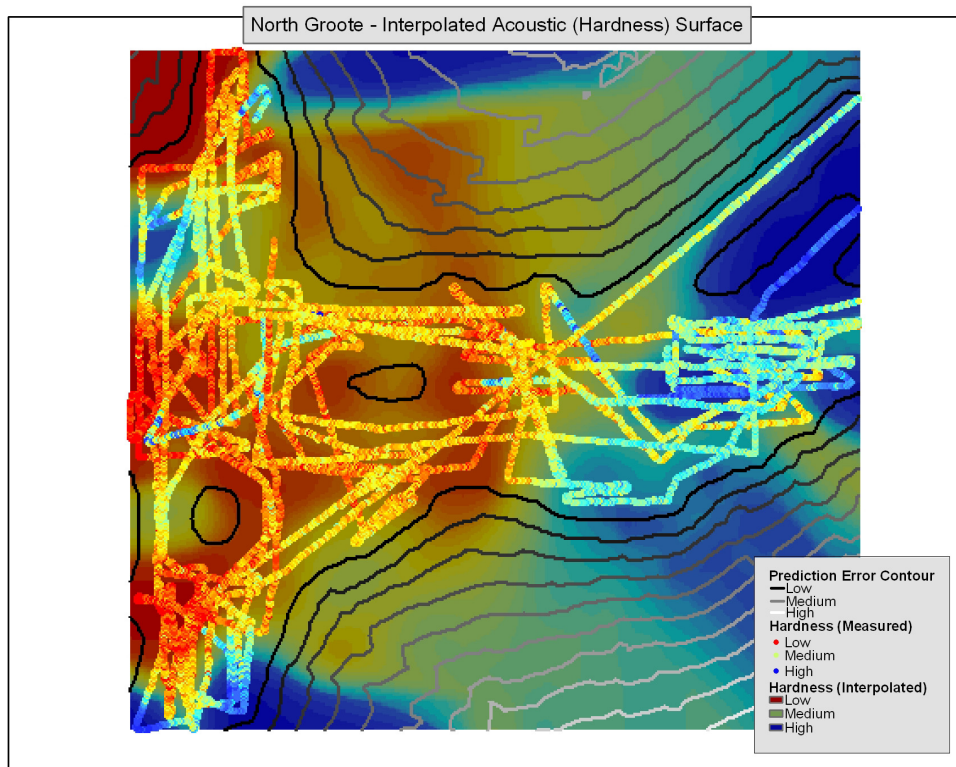 North Groote - Interpolated Acoustic (Hardness) Surface
Prediction Error Contour
Low
Medium
High
Hardness (Measured)
Low
Medium
High
Hardness (Interpolated)
Low
Medium
High